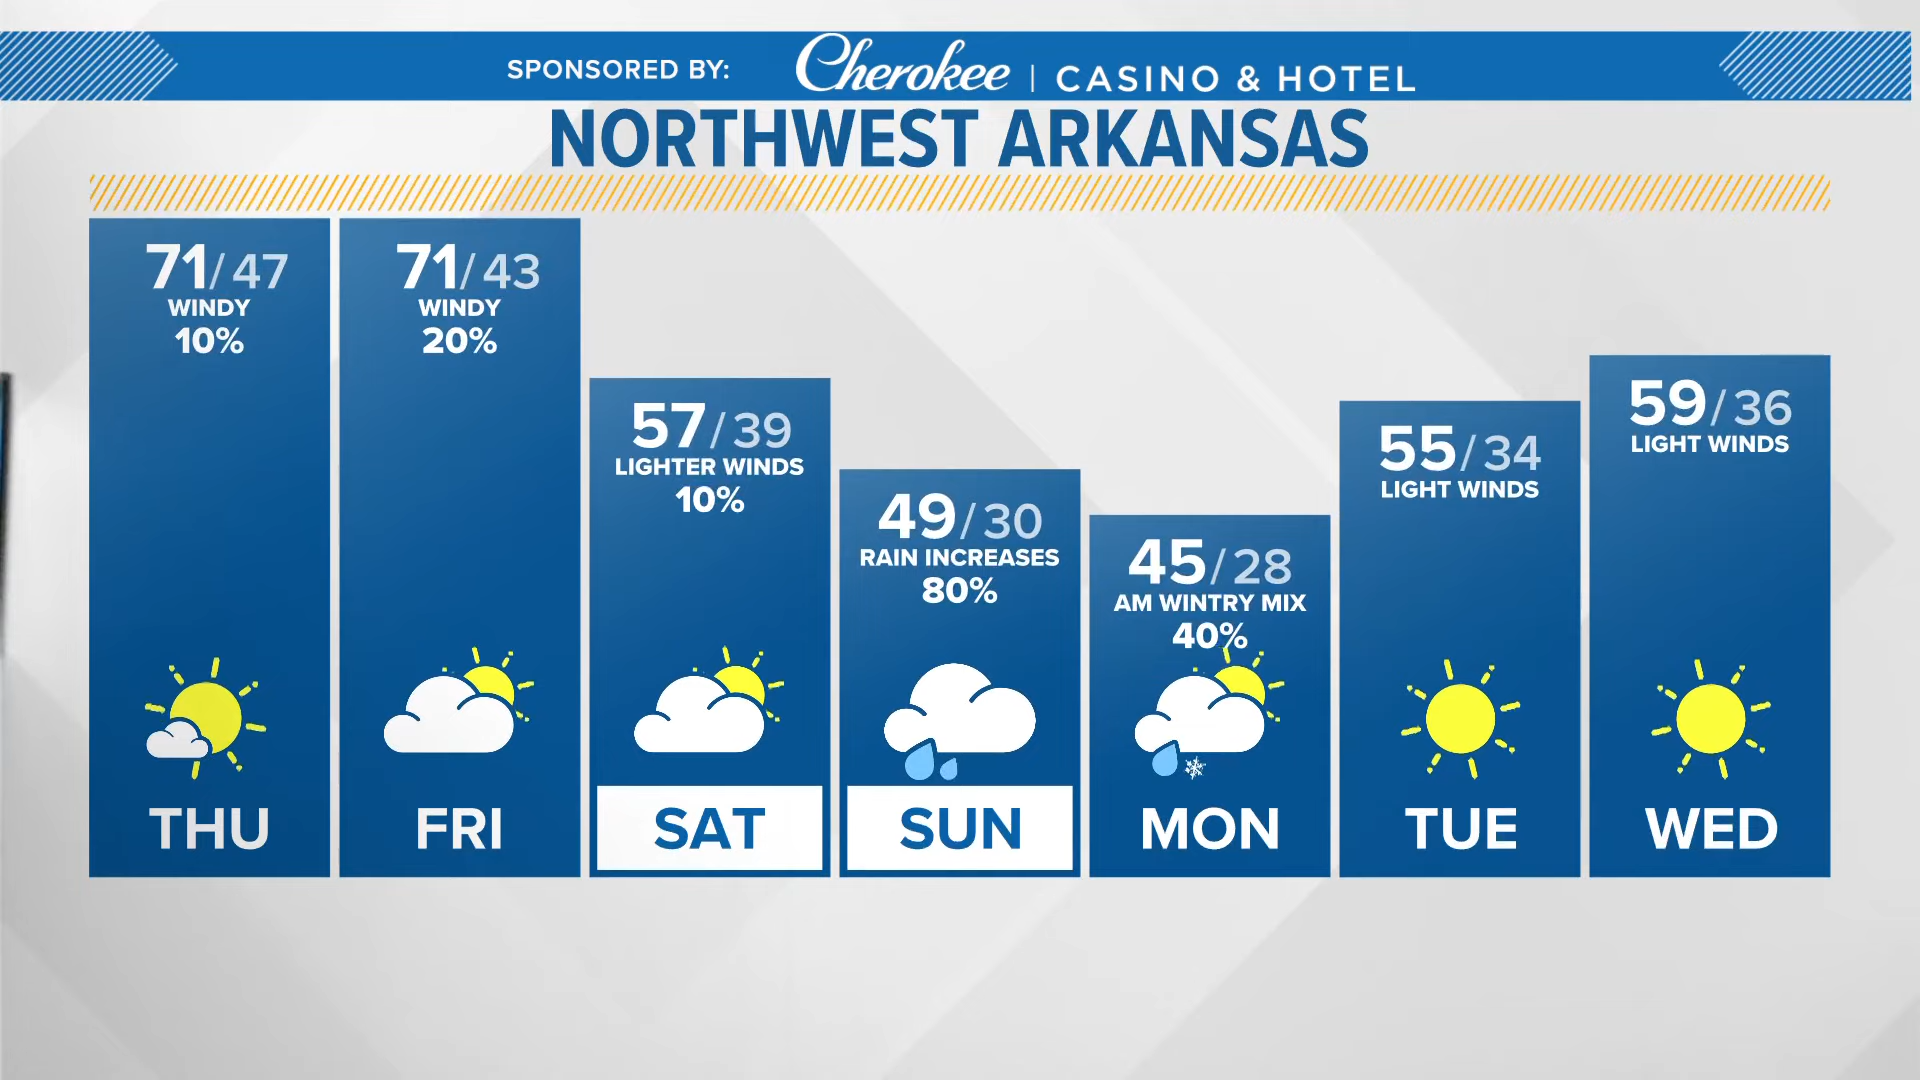 SPONSORED BY: Cherokee | CASINO & HOTEL
NORTHWEST ARKANSAS
71/47
WINDY
10%
THU
71/43
WINDY
20%
FRI
57/39
LIGHTER WINDS
10%
SAT
49/30
RAIN INCREASES
80%
SUN
45/28
AM WINTRY MIX
40%
MON
55/34
LIGHT WINDS
TUE
59/36
LIGHT WINDS
WED